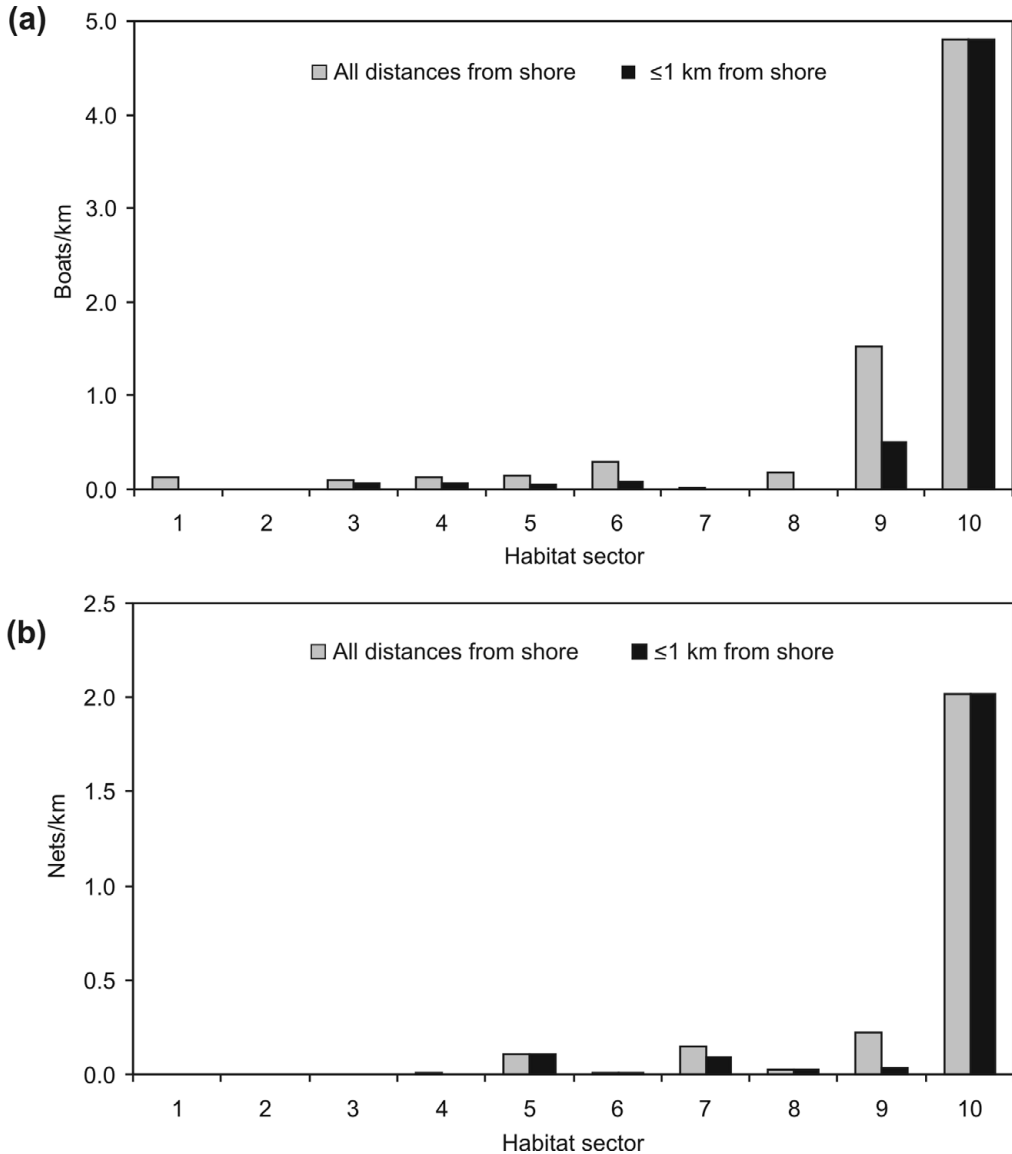 (a)
5.0
All distances from shore
≤1 km from shore
4.0
3.0
Boats/km
2.0
1.0
0.0
1 2 3 4 5 6 7 8 9 10
Habitat sector
(b)
2.5
All distances from shore
≤1 km from shore
2.0
1.5
Nets/km
1.0
0.5
0.0
1 2 3 4 5 6 7 8 9 10
Habitat sector